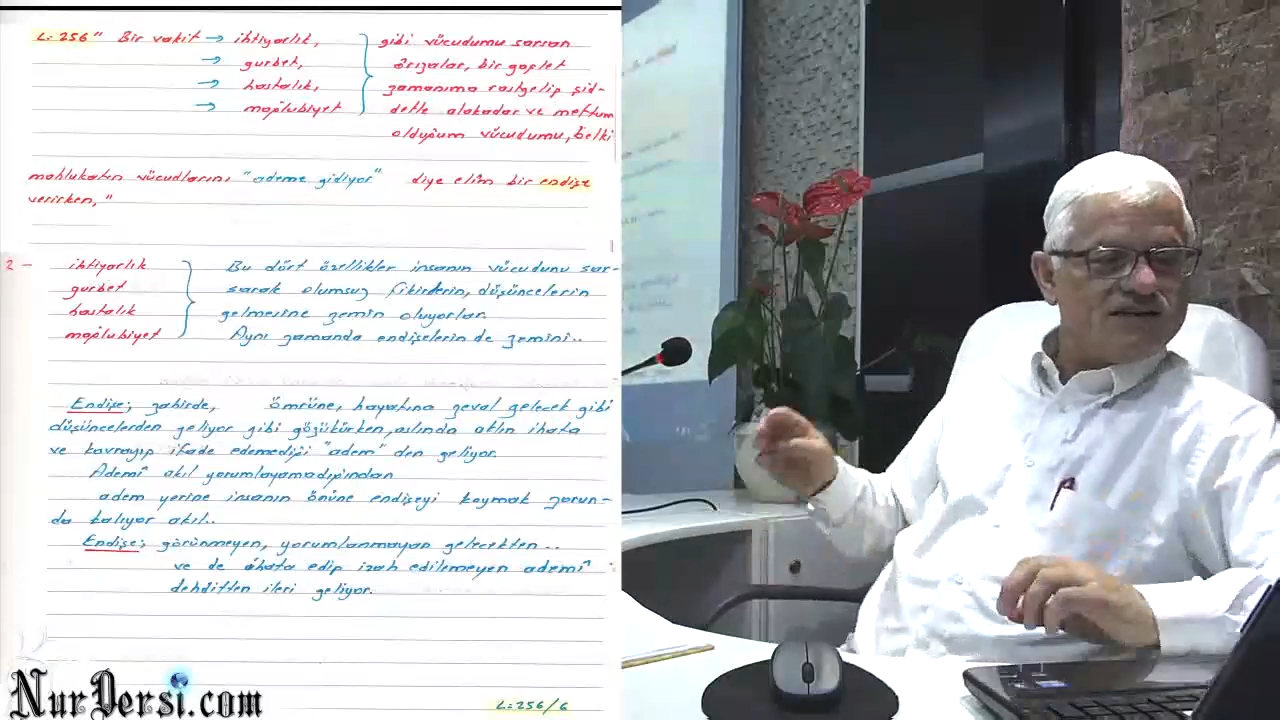 L:256 " Bir vakit → ihtiyarlık, gibi vücudumu sarsan
→ gurbet, ârızalar, bir gaflet
→ hastalık, zamanıma rastgelip şid-
→ mağlubiyet detle alakadar ve meftun
olduğum vücudumu, belki
mahlukatın vücudlarını "ademe gidiyor" diye elîm bir endişe
verirken,"
2- ihtiyarlık Bu dört özellikler insanın vücudunu sar-
gurbet sarak olumsuz fikirlerin, düşüncelerin
hastalık gelmesine zemin oluyorlar.
mağlubiyet Aynı zamanda endişelerin de zemini..
Endişe; zahirde, ömrüne, hayatına zeval gelecek gibi
düşüncelerden geliyor gibi gözükürken, aslında aklın ihata
ve kavrayıp ifade edemediği "adem" den geliyor.
Ademî akıl yorumlayamadığından
adem yerine insanın önüne endişeyi koymak zorun-
da kalıyor akıl..
Endişe; görünmeyen, yorumlanmayan gelecekten..
ve de ihata edip izah edilemeyen ademî
dehâletten ileri geliyor.
NurDersi.com
L:256/6